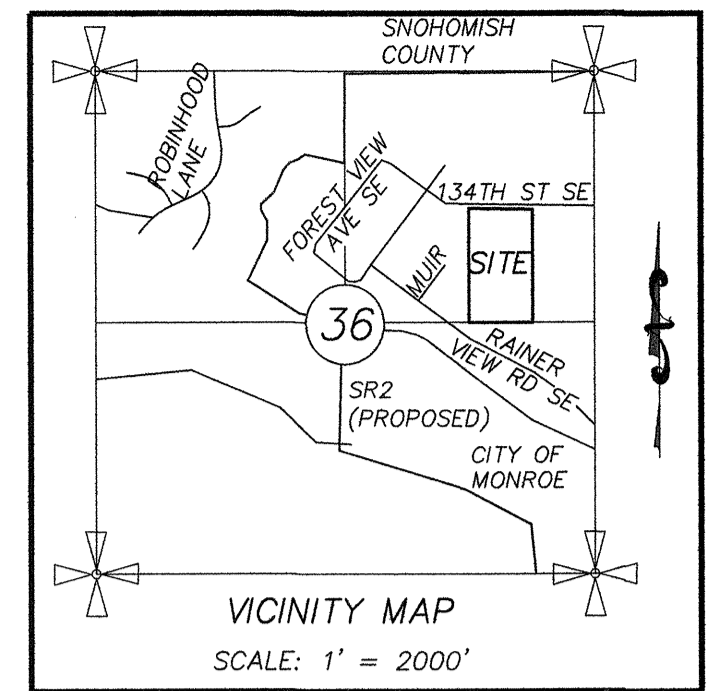 SNOHOMISH
COUNTY
ROBINHOOD
LANE
FOREST VIEW
AVE SE
134TH ST SE
MUIR
SITE
36
RAINER
VIEW RD SE
SR2
(PROPOSED)
CITY OF
MONROE
VICINITY MAP
SCALE: 1' = 2000'